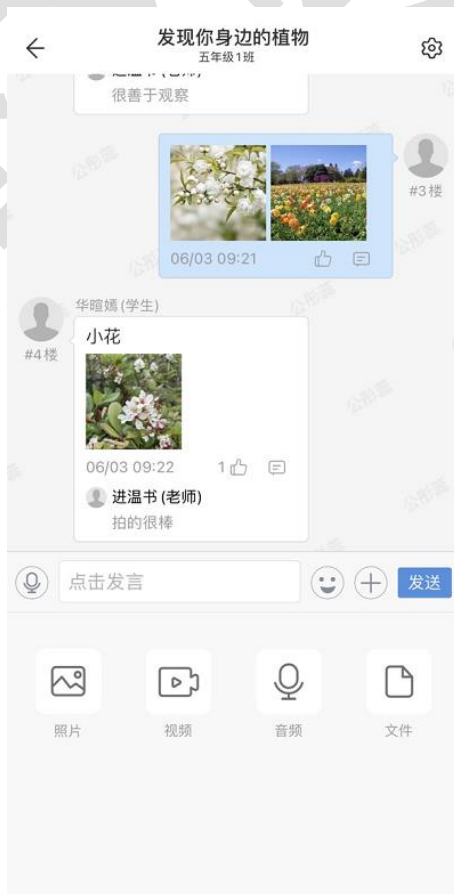 发现你身边的植物
五年级1班
很善于观察
#3楼
06/03 09:21
华暄嫣(学生)
#4楼
小花
06/03 09:22 1
进温书(老师)
拍的很棒
点击发言
发送
照片 视频 音频 文件